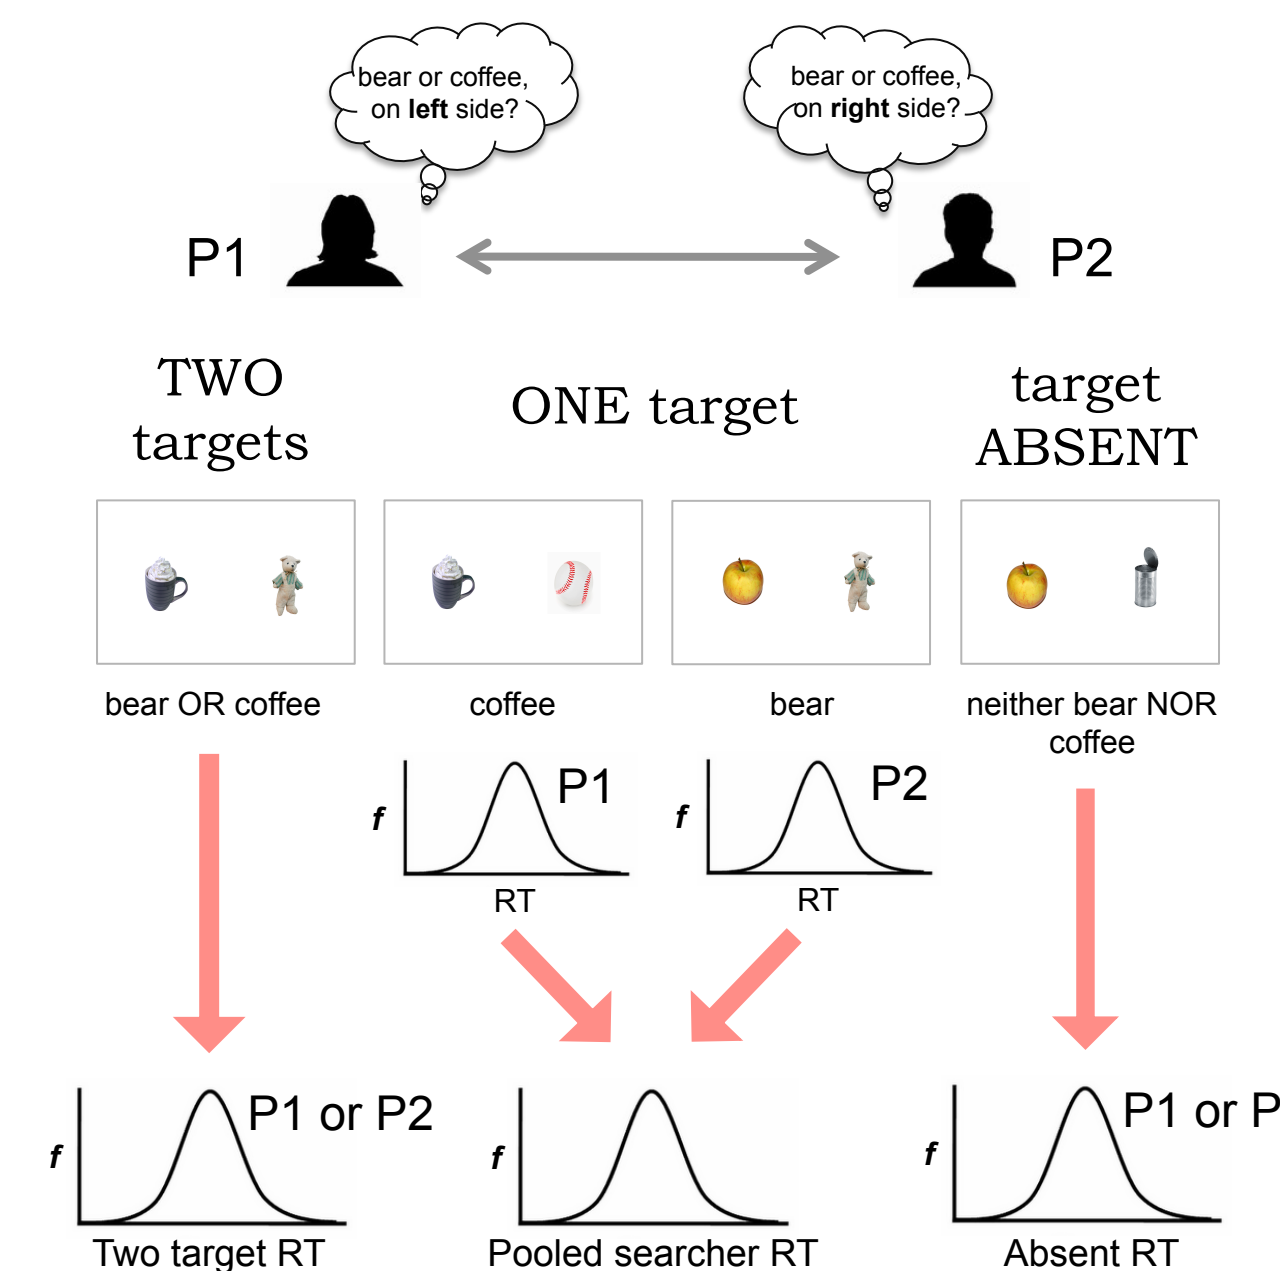 bear or coffee,
on left side?
bear or coffee,
on right side?
P1
P2
TWO
targets
ONE target
target
ABSENT
bear OR coffee
coffee
bear
neither bear NOR
coffee
f
P1
RT
f
P2
RT
f
P1 or P2
Two target RT
f
Pooled searcher RT
f
P1 or P
Absent RT